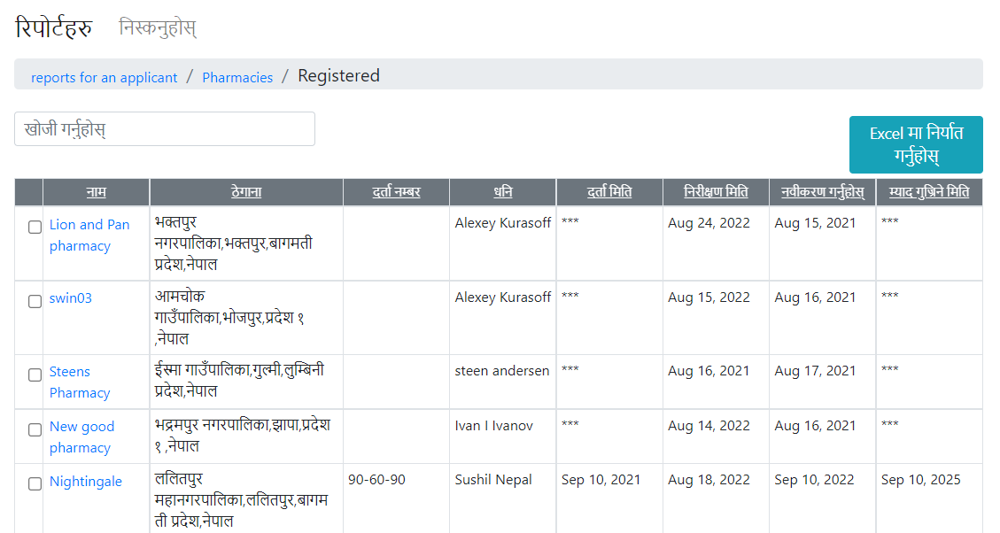 रिपोर्टहरु निस्कनुहोस्
reports for an applicant / Pharmacies / Registered
खोजी गर्नुहोस्
Excel मा निर्यात
गर्नुहोस्
नाम ठेगाना दर्ता नम्बर धनि दर्ता मिति निरीक्षण मिति नवीकरण गर्नुहोस् म्याद गुज्रिने मिति
Lion and Pan भक्तपुर Alexey Kurasoff *** Aug 24, 2022 Aug 15, 2021 ***
pharmacy नगरपालिका,भक्तपुर,बागमती
प्रदेश,नेपाल
swin03 आमचोक Alexey Kurasoff *** Aug 15, 2022 Aug 16, 2021 ***
गाउँपालिका,भोजपुर,प्रदेश १
,नेपाल
Steens ईस्मा गाउँपालिका,गुल्मी,लुम्बिनी steen andersen *** Aug 16, 2021 Aug 17, 2021 ***
Pharmacy प्रदेश,नेपाल
New good भद्रमपुर नगरपालिका,झापा,प्रदेश Ivan I Ivanov *** Aug 14, 2022 Aug 16, 2021 ***
pharmacy १ ,नेपाल
Nightingale ललितपुर 90-60-90 Sushil Nepal Sep 10, 2021 Aug 18, 2022 Sep 10, 2022 Sep 10, 2025
महानगरपालिका,ललितपुर,बागम
ती प्रदेश,नेपाल